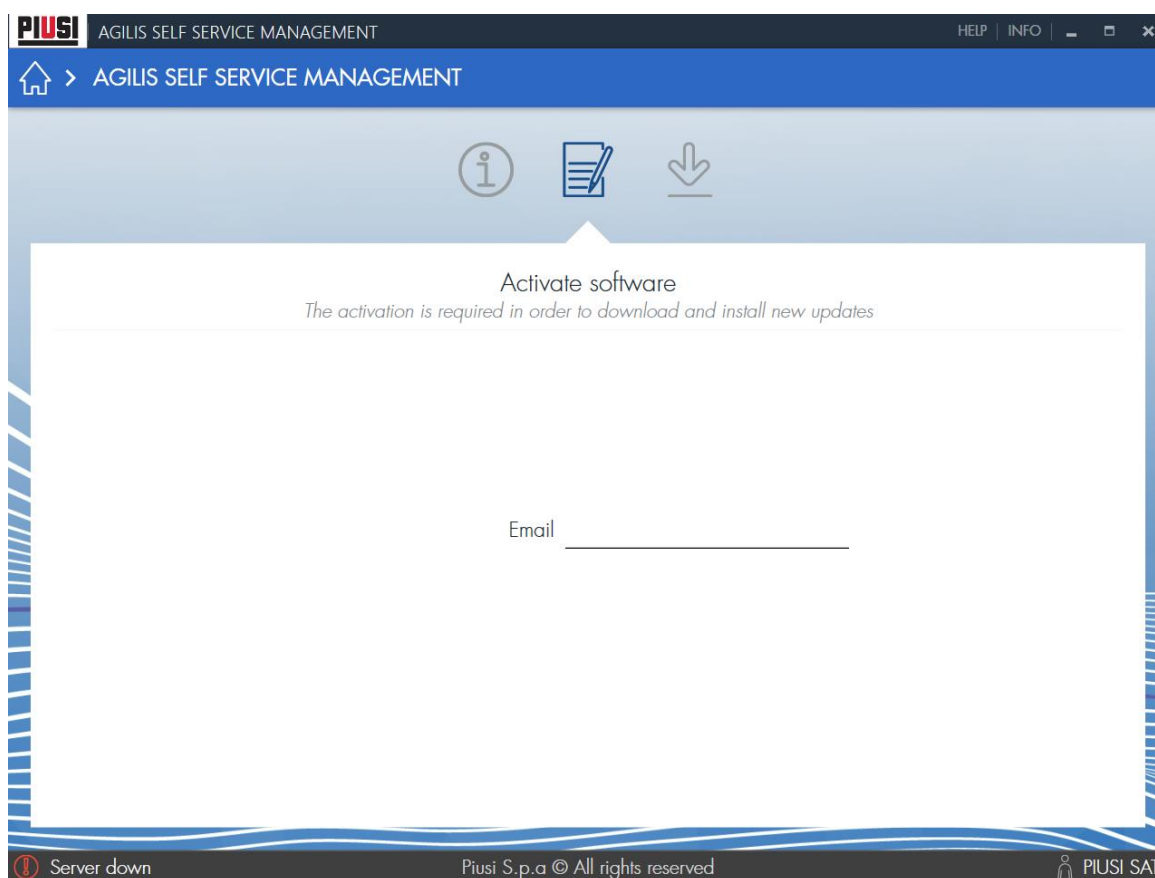 PIUSI AGILIS SELF SERVICE MANAGEMENT HELP | INFO
AGILIS SELF SERVICE MANAGEMENT
Activate software
The activation is required in order to download and install new updates
Email
Server down Piusi S.p.a © All rights reserved PIUSI SAT